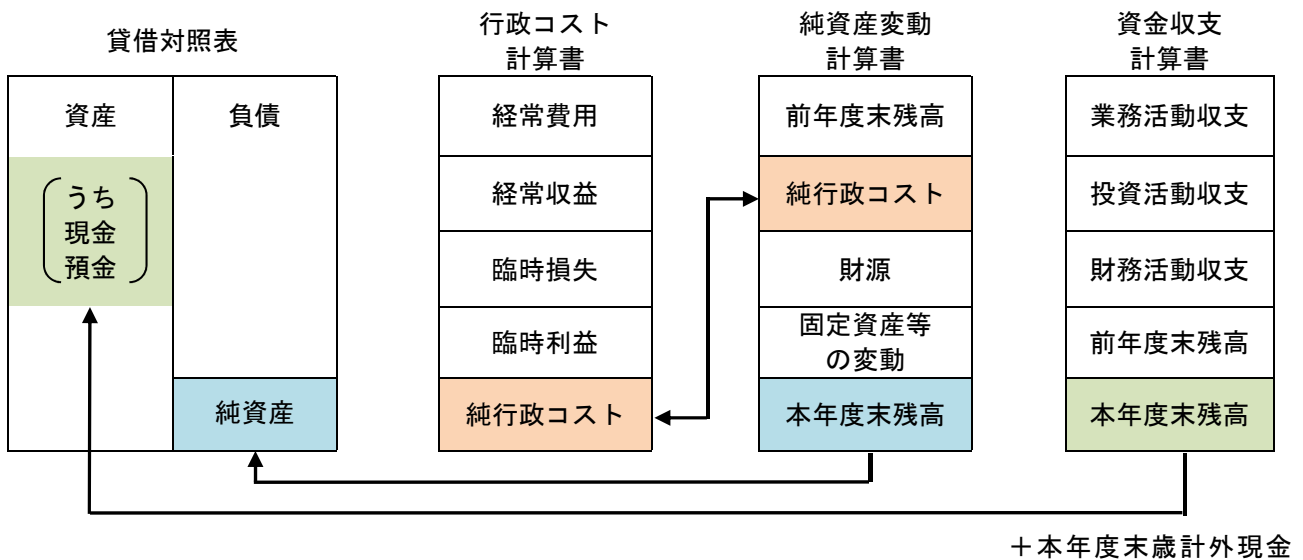 貸借対照表
資産
負債
うち
現金
預金
純資産
行政コスト
計算書
経常費用
経常収益
臨時損失
臨時利益
純行政コスト
純資産変動
計算書
前年度末残高
純行政コスト
財源
固定資産等
の変動
本年度末残高
資金収支
計算書
業務活動収支
投資活動収支
財務活動収支
前年度末残高
本年度末残高
＋本年度末歳計外現金